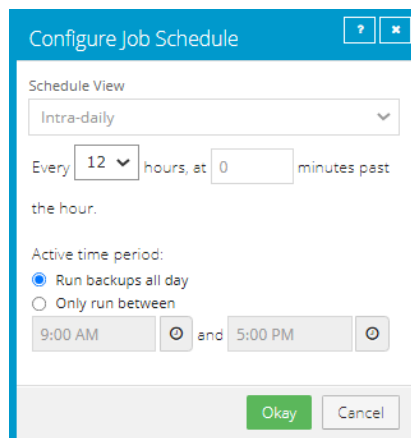 Configure Job Schedule ? ×
Schedule View
Intra-daily
Every 12 hours, at 0 minutes past
the hour.
Active time period:
Run backups all day
Only run between
9:00 AM and 5:00 PM
Okay Cancel